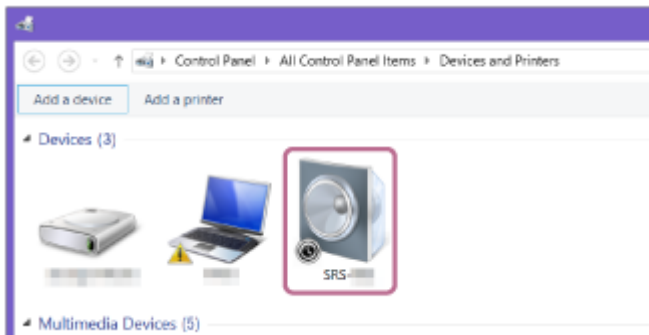 Control Panel ▸ All Control Panel Items ▸ Devices and Printers
Add a device Add a printer
Devices (3)
SRS-
Multimedia Devices (5)